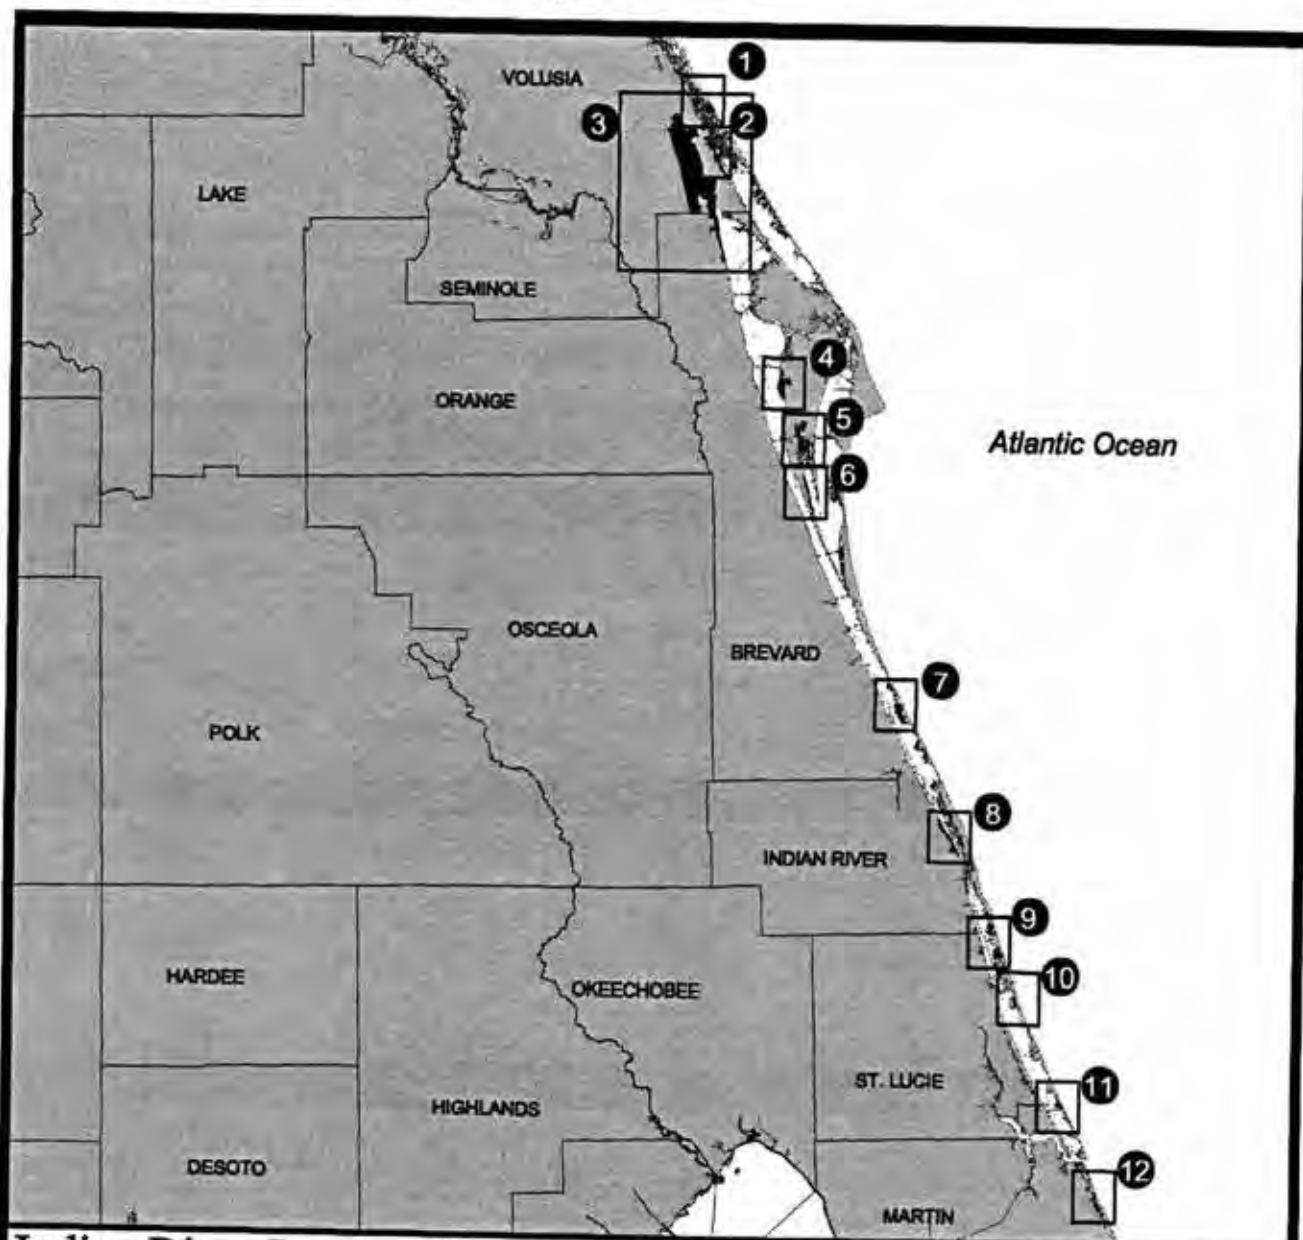 1
VOLUSIA
2
3
LAKE
SEMINOLE
4
ORANGE
5
Atlantic Ocean
6
OSCEOLA
BREVARD
7
POLK
8
INDIAN RIVER
9
HARDEE
OKEECHOBEE
10
ST. LUCIE
11
HIGHLANDS
DESOTO
12
MARTIN